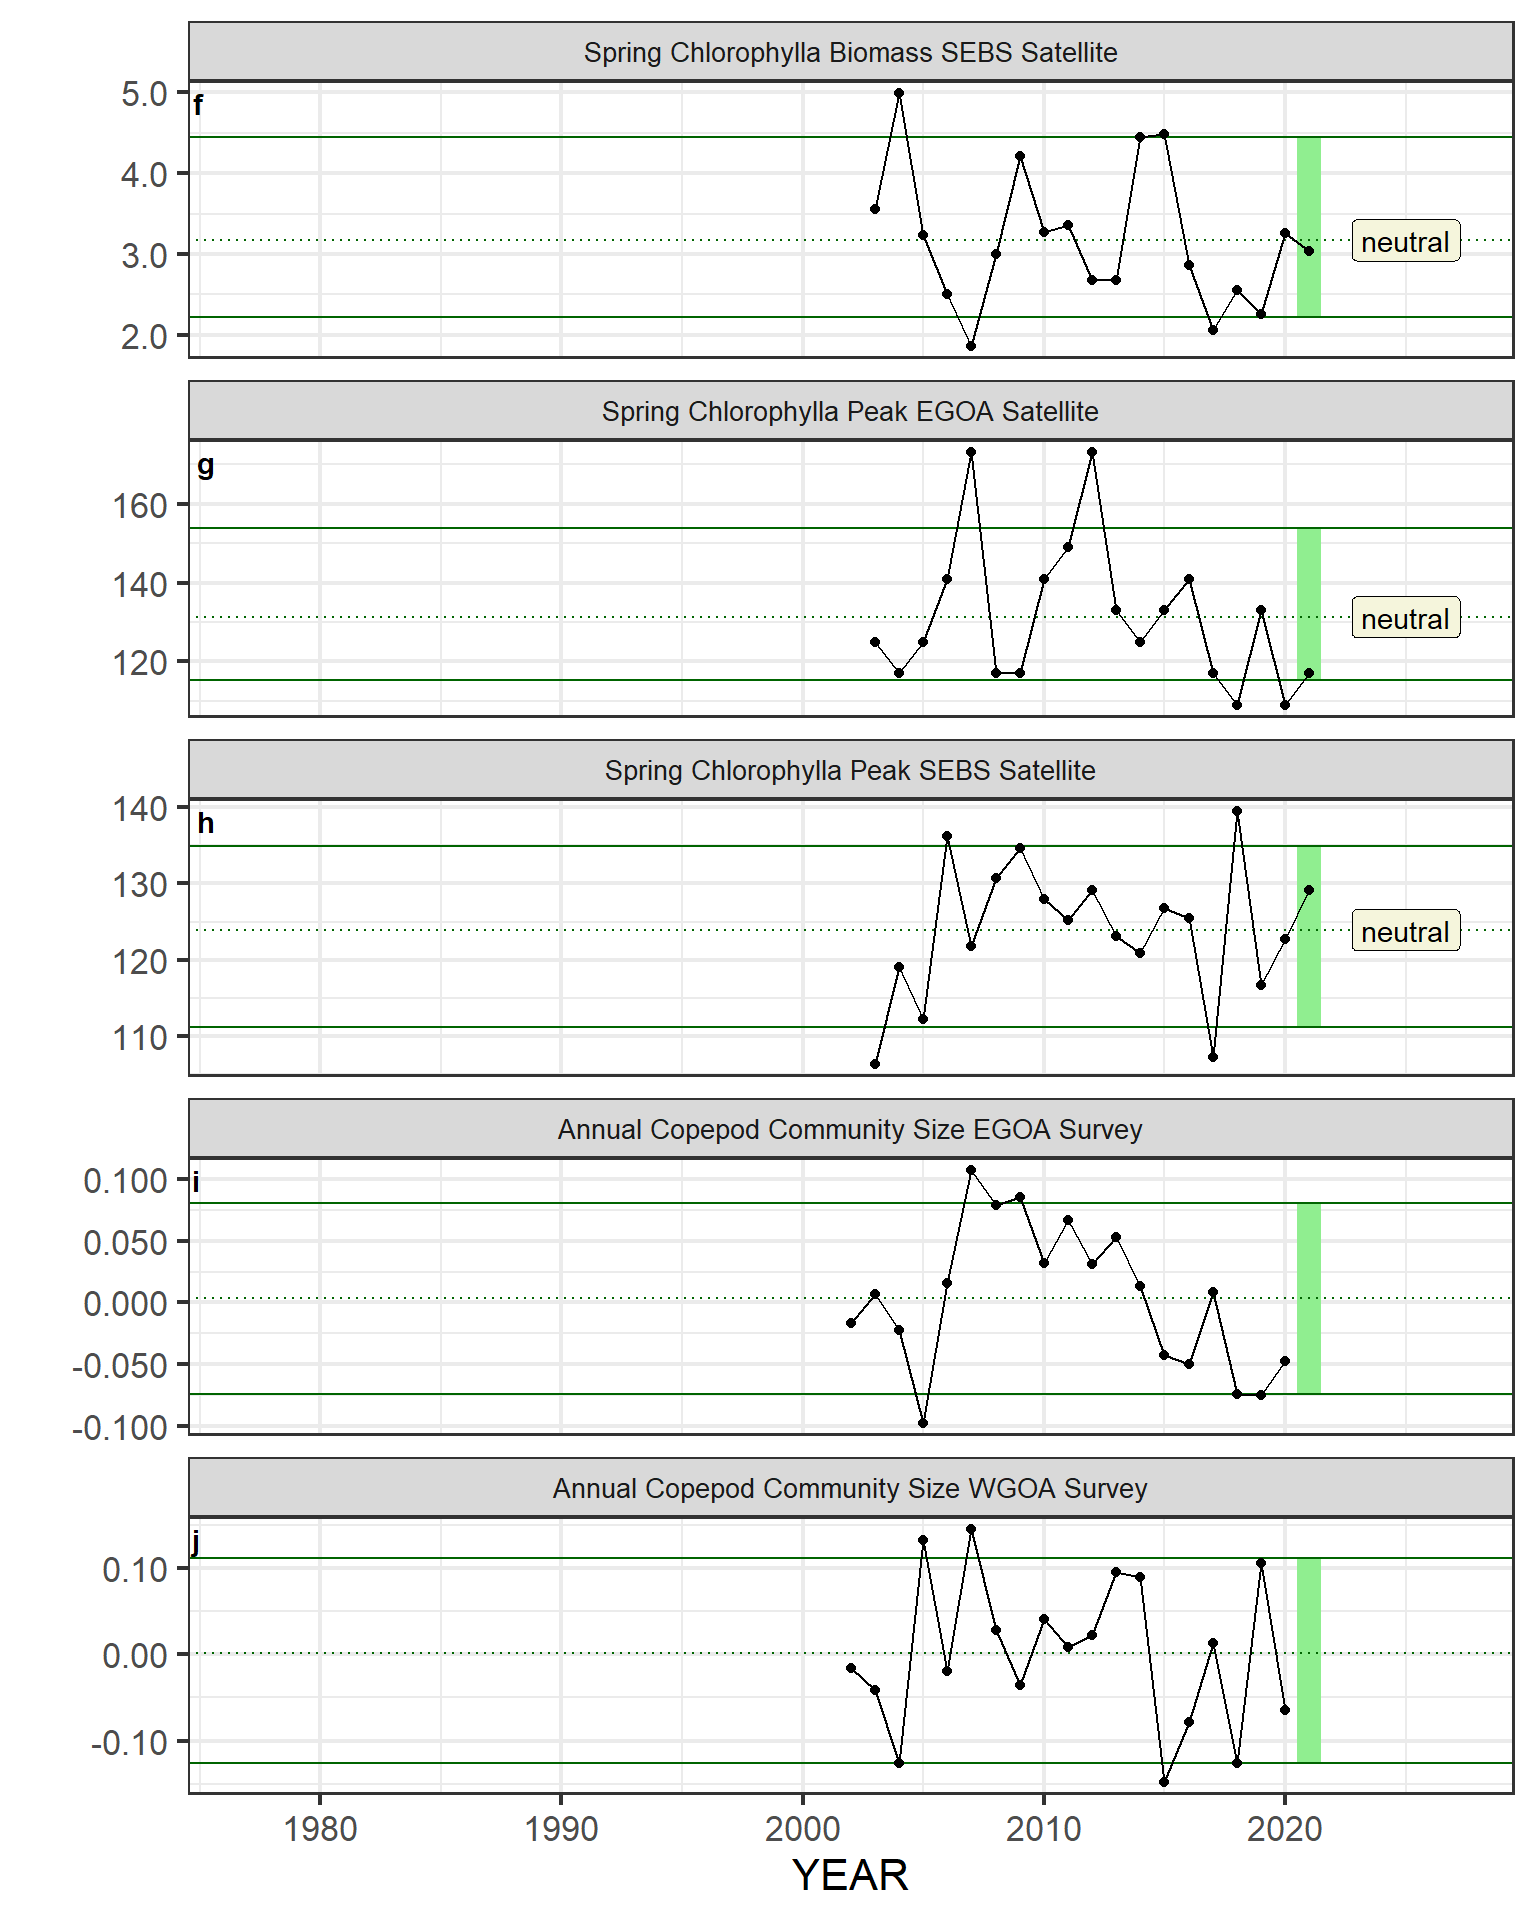 Spring Chlorophylla Biomass SEBS Satellite
f
5.0
4.0
3.0
2.0
neutral
Spring Chlorophylla Peak EGOA Satellite
g
160
140
120
neutral
Spring Chlorophylla Peak SEBS Satellite
h
140
130
120
110
neutral
Annual Copepod Community Size EGOA Survey
i
0.100
0.050
0.000
-0.050
-0.100
Annual Copepod Community Size WGOA Survey
j
0.10
0.00
-0.10
1980 1990 2000 2010 2020
YEAR